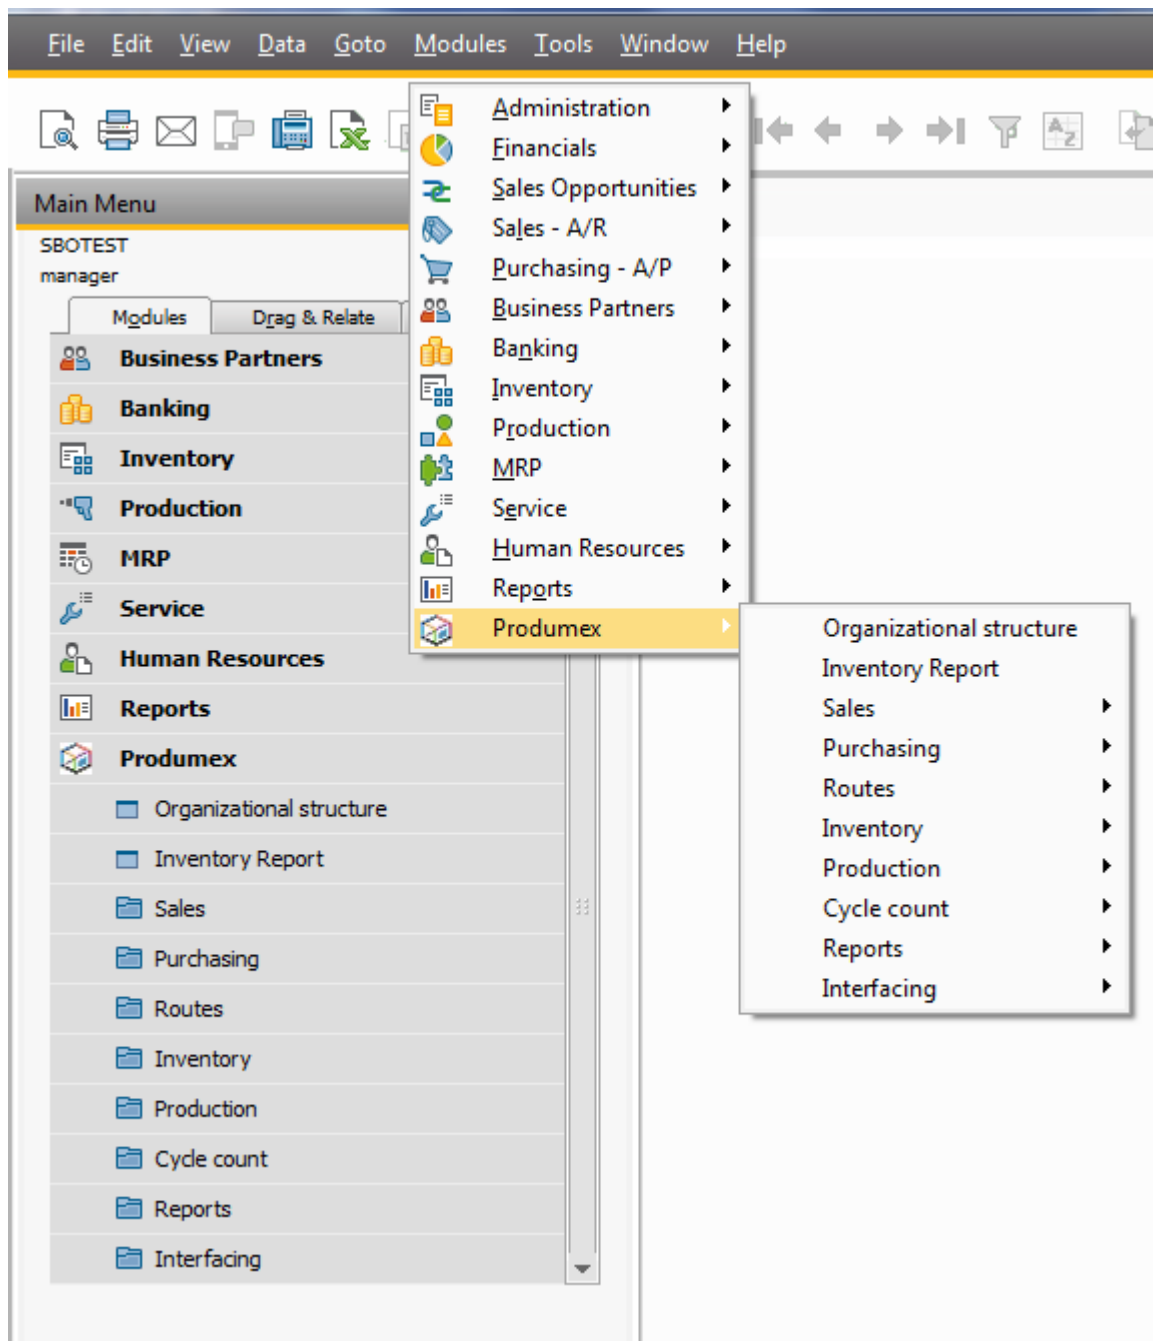 File Edit View Data Goto Modules Tools Window Help
Main Menu
SBOTEST
manager
Modules Drag & Relate
Business Partners
Banking
Inventory
Production
MRP
Service
Human Resources
Reports
Produmex
Organizational structure
Inventory Report
Sales
Purchasing
Routes
Inventory
Production
Cycle count
Reports
Interfacing
Administration
Financials
Sales Opportunities
Sales - A/R
Purchasing - A/P
Business Partners
Banking
Inventory
Production
MRP
Service
Human Resources
Reports
Produmex
Organizational structure
Inventory Report
Sales
Purchasing
Routes
Inventory
Production
Cycle count
Reports
Interfacing